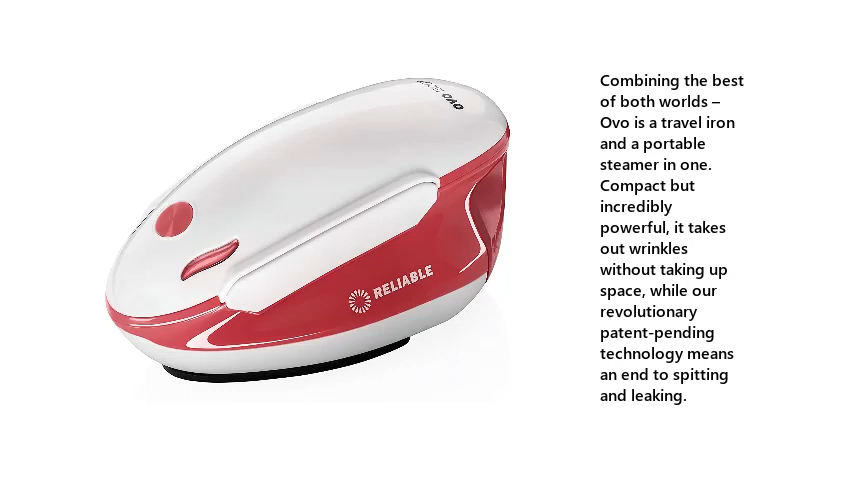 OVO
RELIABLE
Combining the best
of both worlds –
Ovo is a travel iron
and a portable
steamer in one.
Compact but
incredibly
powerful, it takes
out wrinkles
without taking up
space, while our
revolutionary
patent-pending
technology means
an end to spitting
and leaking.